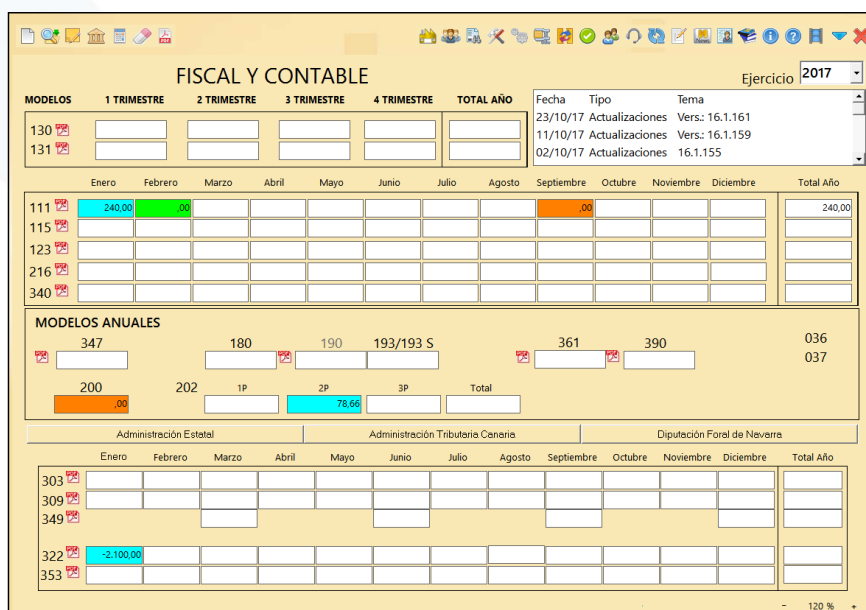 FISCAL Y CONTABLE
Ejercicio 2017
MODELOS 1 TRIMESTRE 2 TRIMESTRE 3 TRIMESTRE 4 TRIMESTRE TOTAL AÑO
130
131
Fecha Tipo Tema
23/10/17 Actualizaciones Vers.: 16.1.161
11/10/17 Actualizaciones Vers.: 16.1.159
02/10/17 Actualizaciones 16.1.155
Enero Febrero Marzo Abril Mayo Junio Julio Agosto Septiembre Octubre Noviembre Diciembre Total Año
111 240,00 ,00 ,00 240,00
115
123
216
340
MODELOS ANUALES
347 180 190 193/193 S 361 390 036
037
200 202 1P 2P 3P Total
,00 78,66
Administración Estatal Administración Tributaria Canaria Diputación Foral de Navarra
Enero Febrero Marzo Abril Mayo Junio Julio Agosto Septiembre Octubre Noviembre Diciembre Total Año
303
309
349
322 -2.100,00
353
- 120 % +